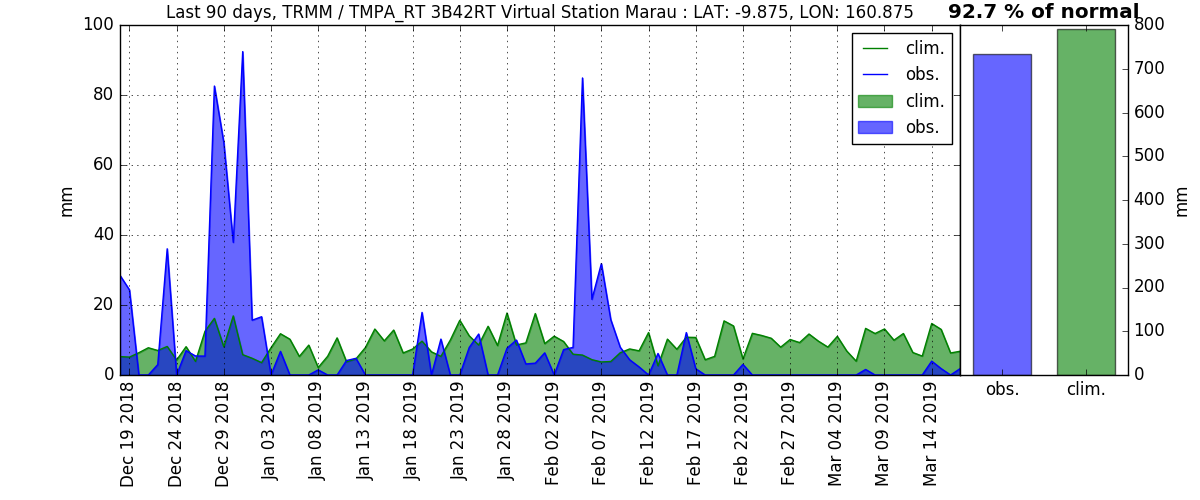 Last 90 days, TRMM / TMPA_RT 3B42RT Virtual Station Marau : LAT: -9.875, LON: 160.875
92.7 % of normal
100
80
60
40
20
0
mm
clim.
obs.
clim.
obs.
800
700
600
500
400
300
200
100
0
mm
obs.
clim.
Dec 19 2018
Dec 24 2018
Dec 29 2018
Jan 03 2019
Jan 08 2019
Jan 13 2019
Jan 18 2019
Jan 23 2019
Jan 28 2019
Feb 02 2019
Feb 07 2019
Feb 12 2019
Feb 17 2019
Feb 22 2019
Feb 27 2019
Mar 04 2019
Mar 09 2019
Mar 14 2019